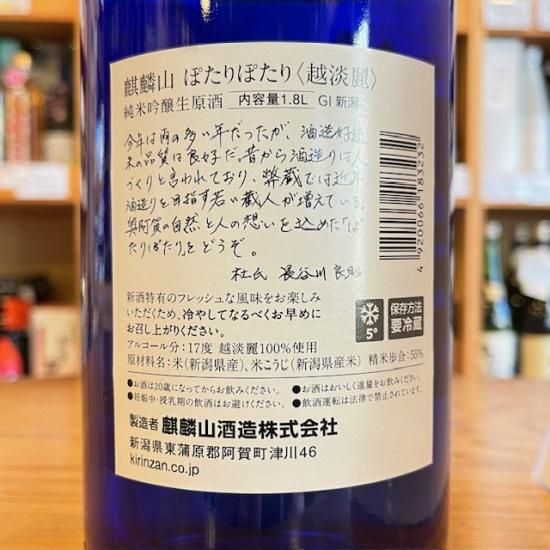 麒麟山 ぽたりぽたり〈越淡麗〉
純米吟醸生原酒 内容量1.8L GI 新潟
今年は雨の多い年だったが、酒造好適
米の品質は良好だ。昔から酒造りは人
づくりと言われており、弊蔵では近年
酒造りを目指す若い蔵人が増えている。
奥阿賀の自然と人の想いを込めた「ぽ
たりぽたり」をどうぞ。
杜氏 長谷川良
新酒特有のフレッシュな風味をお楽しみ
いただくため、冷やしてなるべくお早めに
お召し上がりください。
5°
保存方法
要冷蔵
アルコール分：17度 越淡麗100%使用
原材料名：米（新潟県産）、米こうじ（新潟県産米） 精米歩合：55%
●お酒は20歳になってからお飲みください。 ●お酒はおいしく適量をお飲みください。
●妊娠中・授乳期の飲酒はお避けください。 ●飲酒運転は法律で禁止されています。
製造者 麒麟山酒造株式会社
新潟県東蒲原郡阿賀町津川46
kirinzan.co.jp
4920066183232